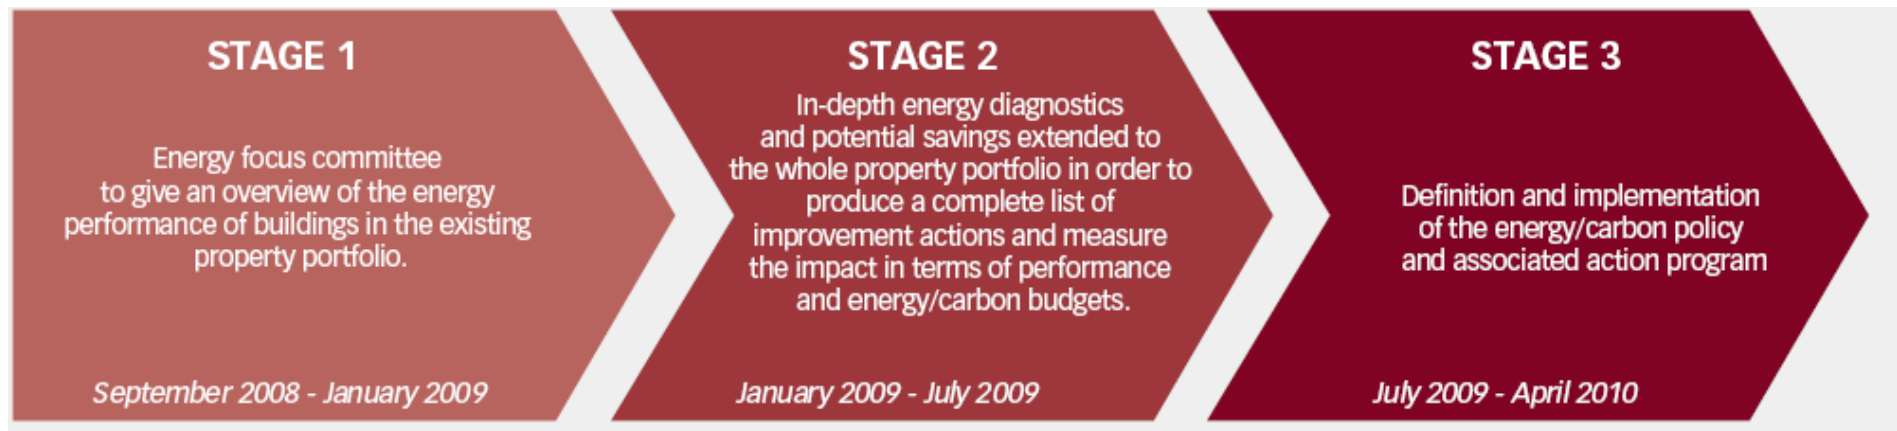 STAGE 1
Energy focus committee
to give an overview of the energy
performance of buildings in the existing
property portfolio.
September 2008 - January 2009
STAGE 2
In-depth energy diagnostics
and potential savings extended to
the whole property portfolio in order to
produce a complete list of
improvement actions and measure
the impact in terms of performance
and energy/carbon budgets.
January 2009 - July 2009
STAGE 3
Definition and implementation
of the energy/carbon policy
and associated action program
July 2009 - April 2010